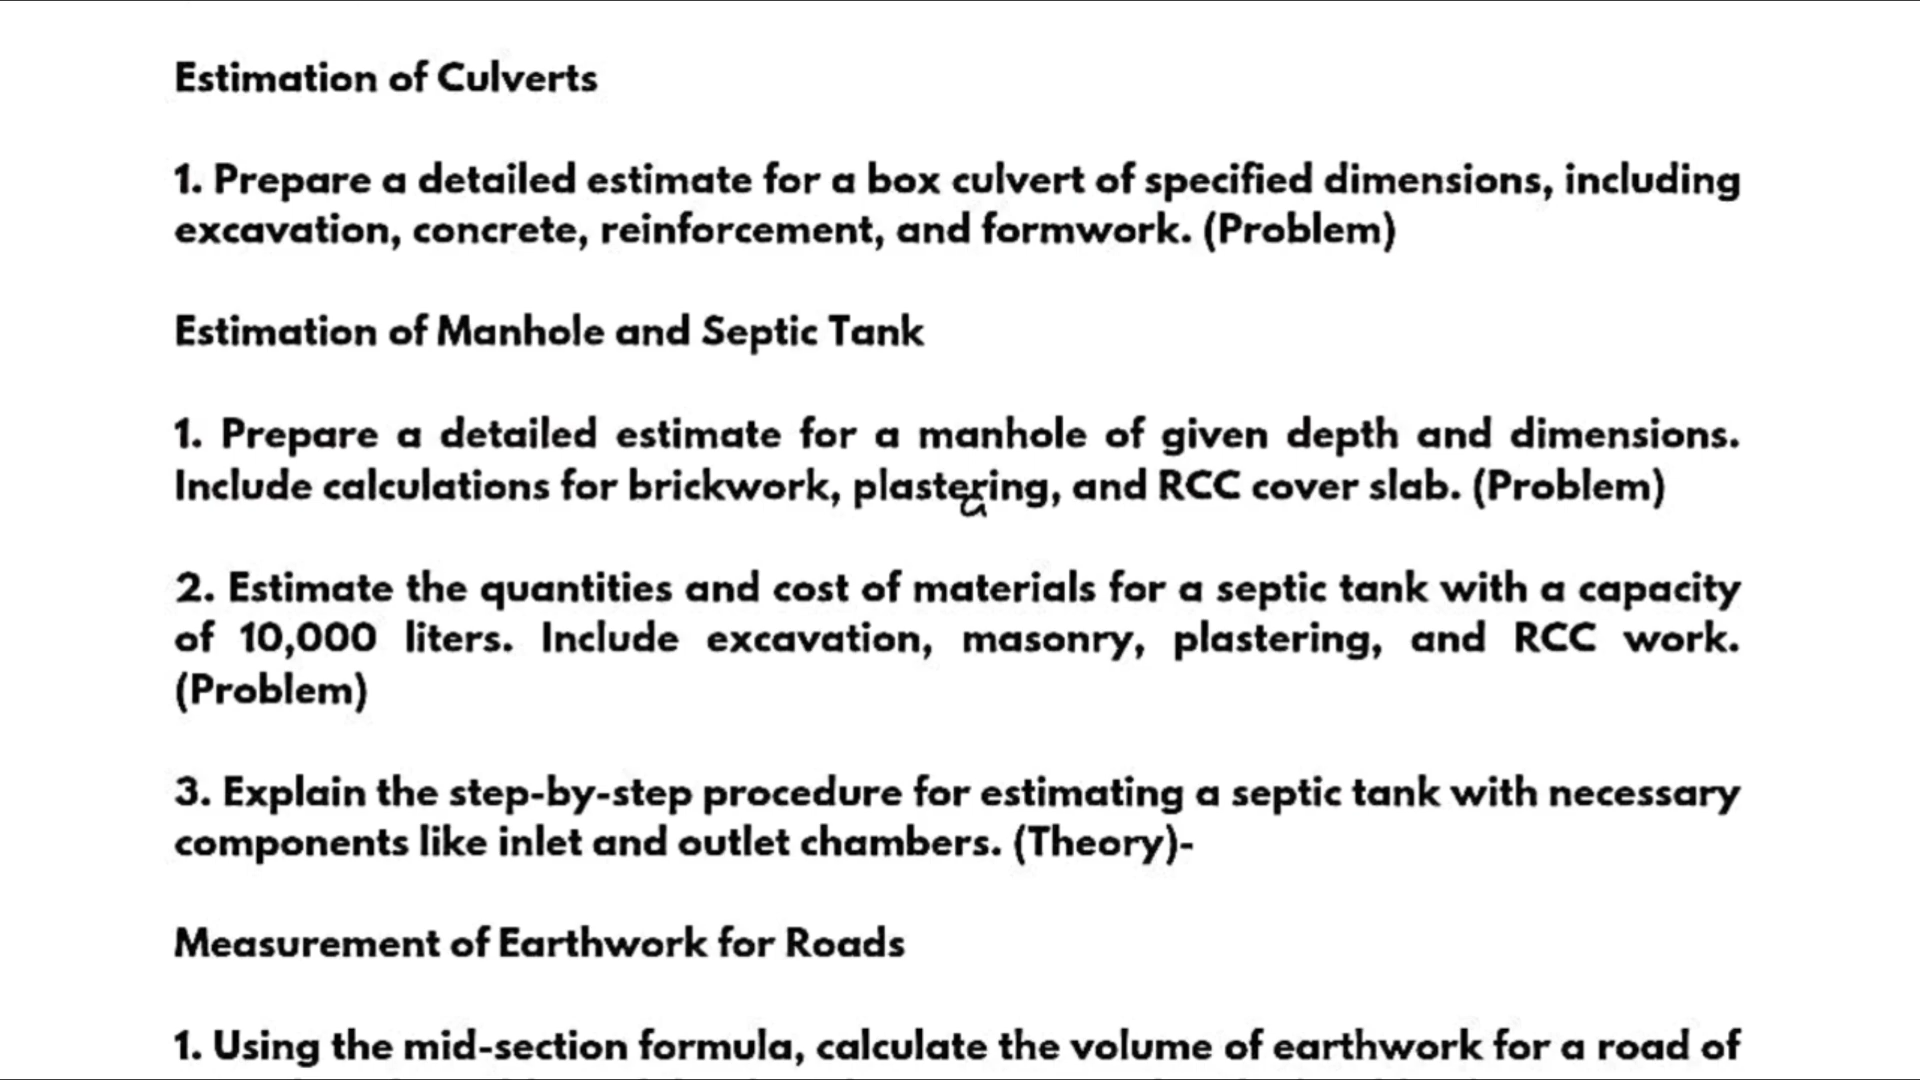 Estimation of Culverts
1. Prepare a detailed estimate for a box culvert of specified dimensions, including
excavation, concrete, reinforcement, and formwork. (Problem)
Estimation of Manhole and Septic Tank
1. Prepare a detailed estimate for a manhole of given depth and dimensions.
Include calculations for brickwork, plastering, and RCC cover slab. (Problem)
2. Estimate the quantities and cost of materials for a septic tank with a capacity
of 10,000 liters. Include excavation, masonry, plastering, and RCC work.
(Problem)
3. Explain the step-by-step procedure for estimating a septic tank with necessary
components like inlet and outlet chambers. (Theory)-
Measurement of Earthwork for Roads
1. Using the mid-section formula, calculate the volume of earthwork for a road of